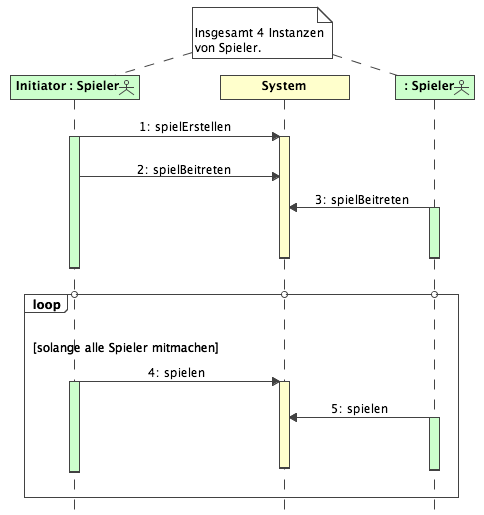 Insgesamt 4 Instanzen
von Spieler.
Initiator : Spieler
System
: Spieler
1: spielErstellen
2: spielBeitreten
3: spielBeitreten
loop
[solange alle Spieler mitmachen]
4: spielen
5: spielen